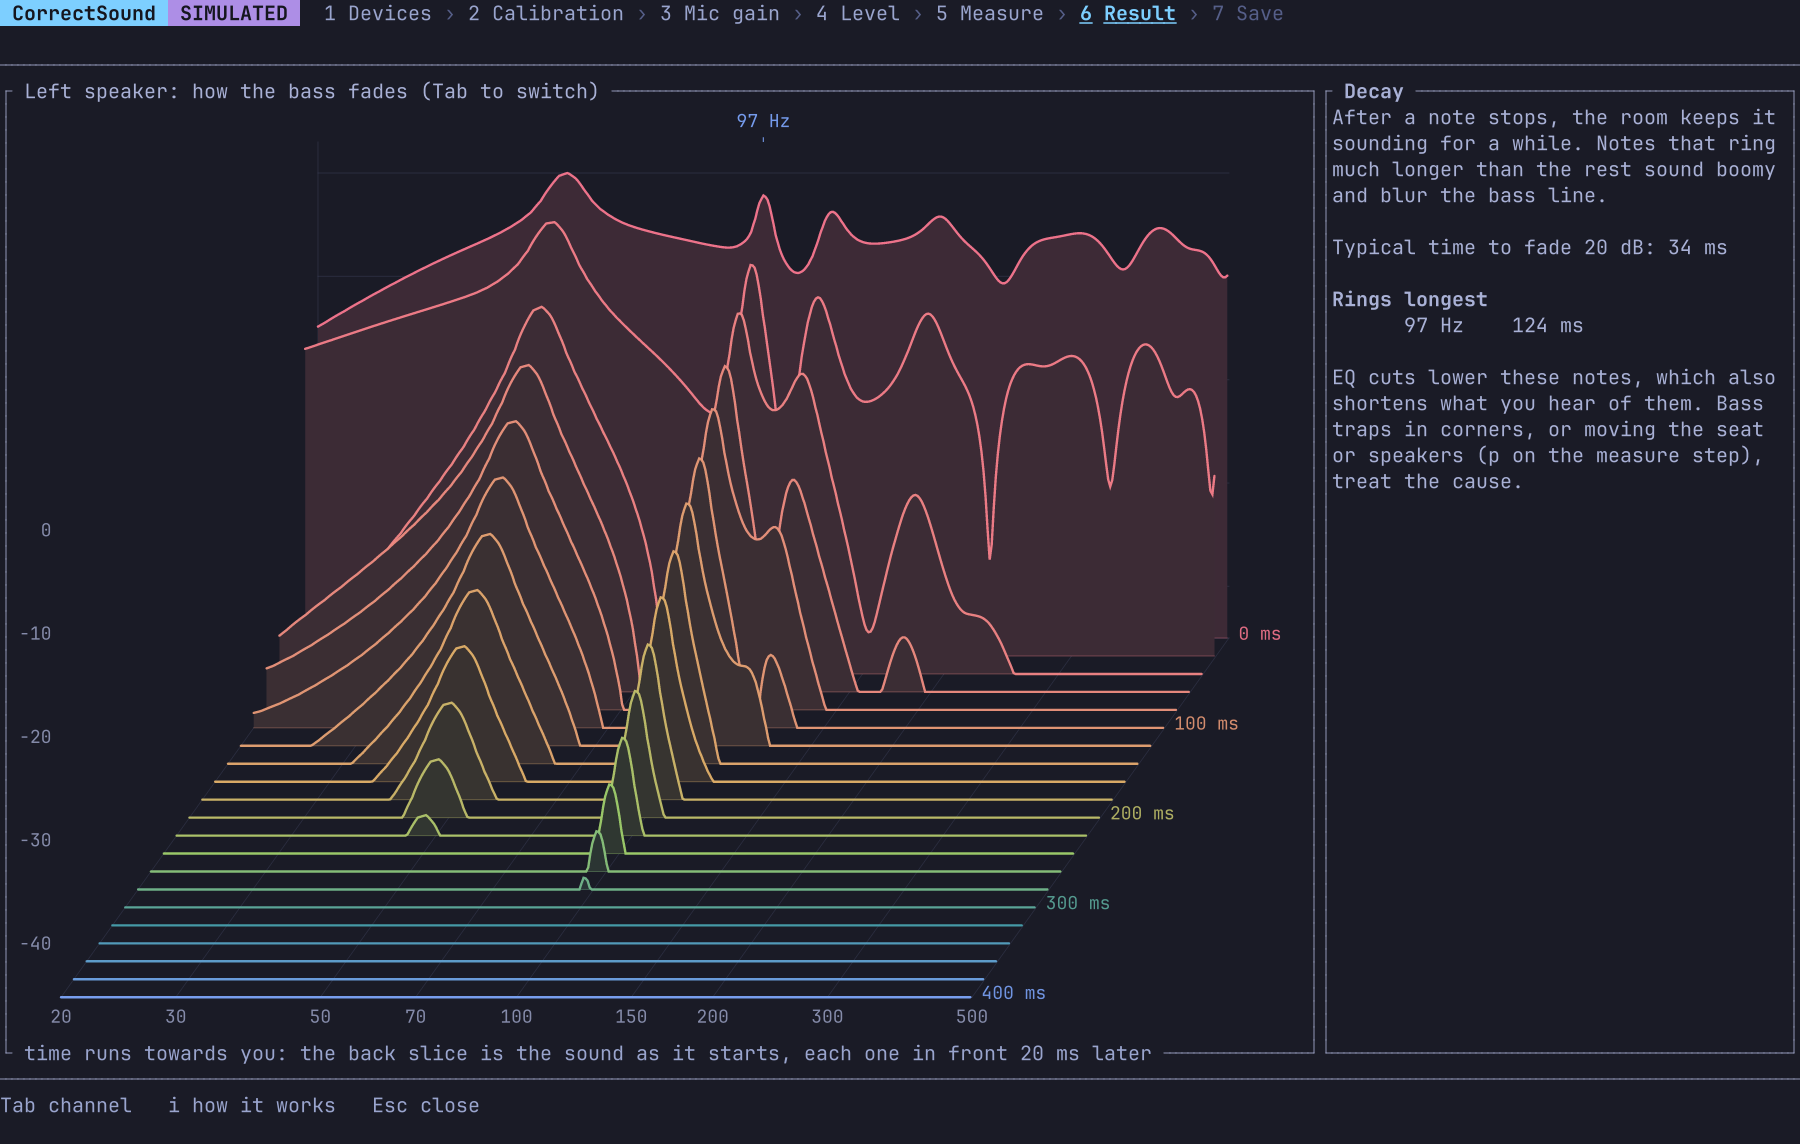 CorrectSound SIMULATED 1 Devices › 2 Calibration › 3 Mic gain › 4 Level › 5 Measure › 6 Result › 7 Save
Left speaker: how the bass fades (Tab to switch)
97 Hz
0
-10
-20
-30
-40
0 ms
100 ms
200 ms
300 ms
400 ms
20 30 50 70 100 150 200 300 500
time runs towards you: the back slice is the sound as it starts, each one in front 20 ms later
Decay
After a note stops, the room keeps it
sounding for a while. Notes that ring
much longer than the rest sound boomy
and blur the bass line.
Typical time to fade 20 dB: 34 ms
Rings longest
97 Hz 124 ms
EQ cuts lower these notes, which also
shortens what you hear of them. Bass
traps in corners, or moving the seat
or speakers (p on the measure step),
treat the cause.
Tab channel i how it works Esc close